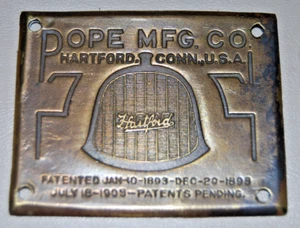 POPE MFG. CO.
HARTFORD. CONN., U.S.A.
Hartford
PATENTED JAN-10-1893-DEC-20-1898
JULY 18-1905-PATENTS PENDING.